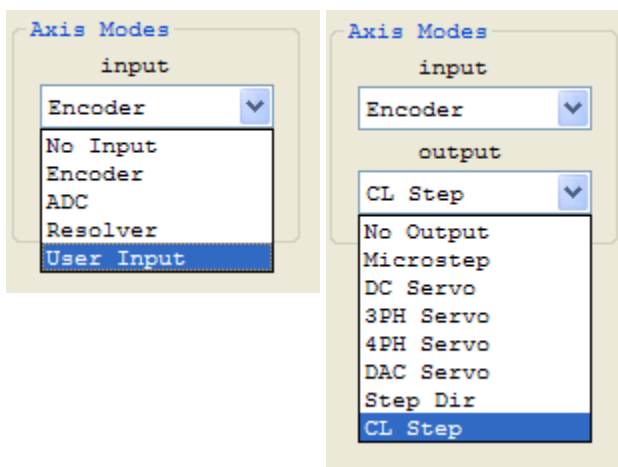 Axis Modes
input
Encoder
No Input
Encoder
ADC
Resolver
User Input
Axis Modes
input
Encoder
output
CL Step
No Output
Microstep
DC Servo
3PH Servo
4PH Servo
DAC Servo
Step Dir
CL Step